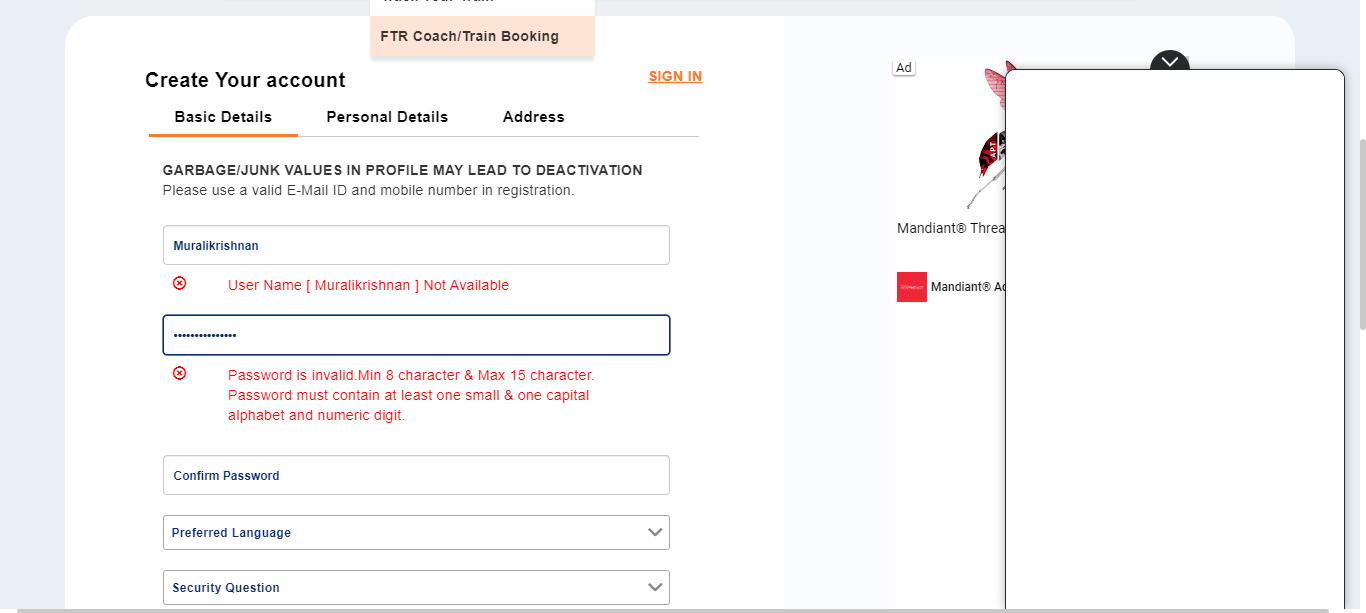 FTR Coach/Train Booking
Create Your account
SIGN IN
Basic Details
Personal Details
Address
GARBAGE/JUNK VALUES IN PROFILE MAY LEAD TO DEACTIVATION
Please use a valid E-Mail ID and mobile number in registration.
Muralikrishnan
User Name [ Muralikrishnan ] Not Available
•••••••••••••••
Password is invalid.Min 8 character & Max 15 character.
Password must contain at least one small & one capital
alphabet and numeric digit.
Confirm Password
Preferred Language
Security Question
Ad
APT
Mandiant® Threa
Mandiant®